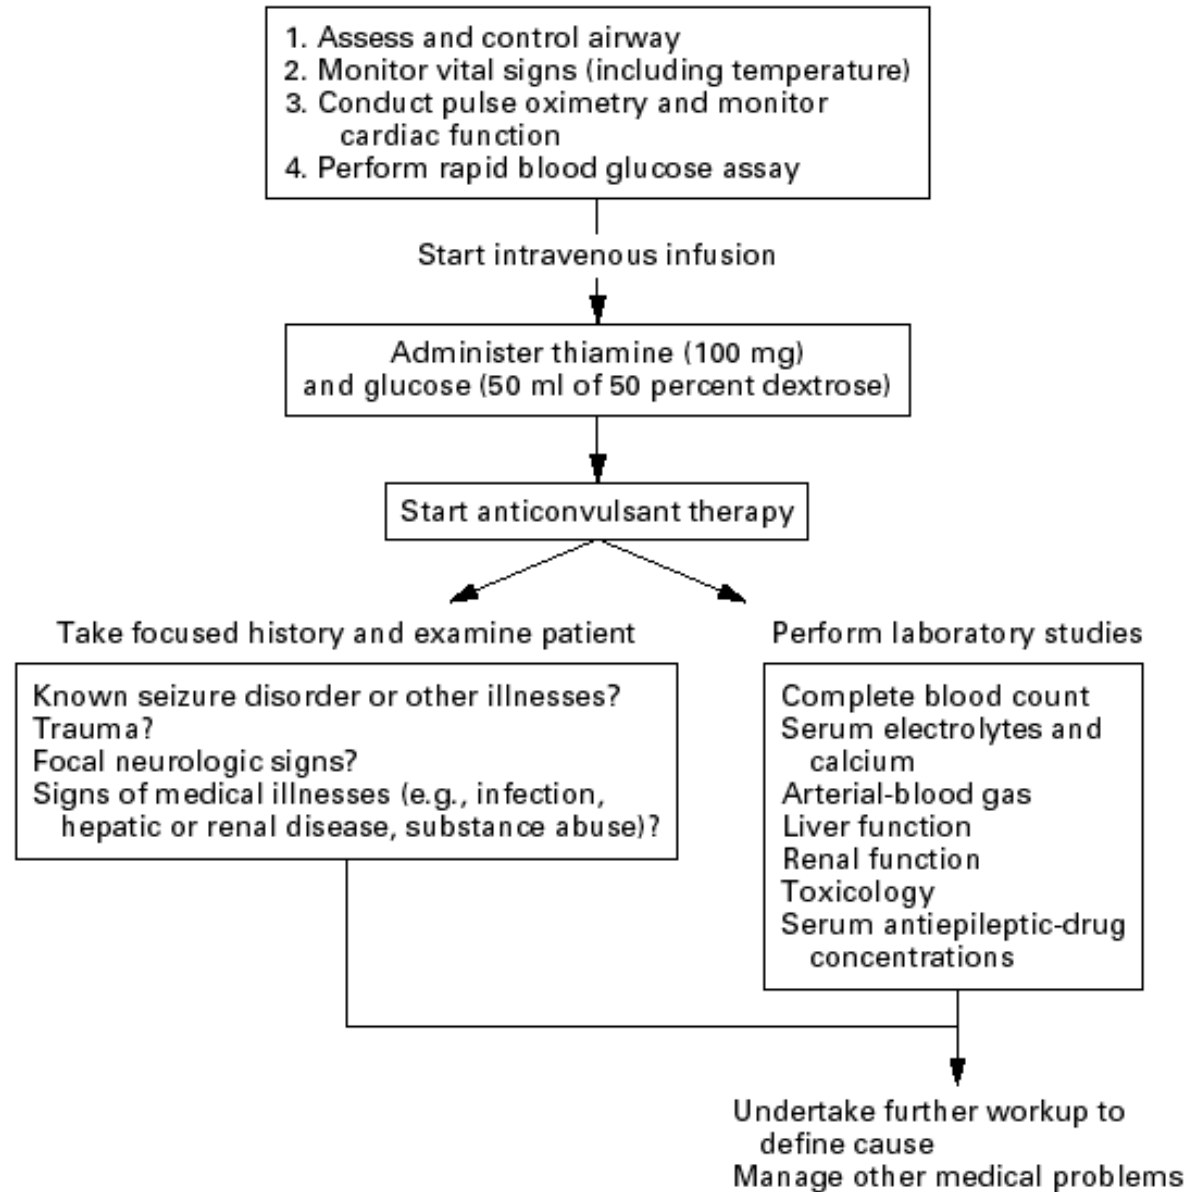 1. Assess and control airway
2. Monitor vital signs (including temperature)
3. Conduct pulse oximetry and monitor
cardiac function
4. Perform rapid blood glucose assay
Start intravenous infusion
Administer thiamine (100 mg)
and glucose (50 ml of 50 percent dextrose)
Start anticonvulsant therapy
Take focused history and examine patient
Known seizure disorder or other illnesses?
Trauma?
Focal neurologic signs?
Signs of medical illnesses (e.g., infection,
hepatic or renal disease, substance abuse)?
Perform laboratory studies
Complete blood count
Serum electrolytes and
calcium
Arterial-blood gas
Liver function
Renal function
Toxicology
Serum antiepileptic-drug
concentrations
Undertake further workup to
define cause
Manage other medical problems